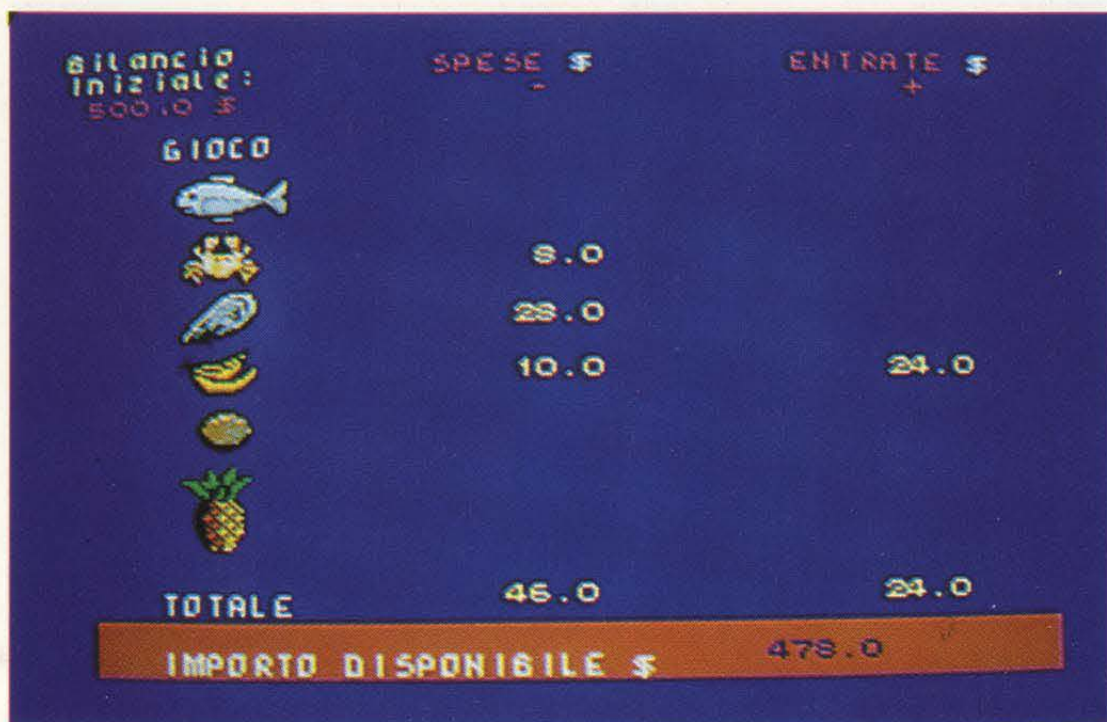 Bilancio SPESE $ ENTRATE $
Iniziale: - +
500.0 $
GIOCO
8.0
28.0
10.0 24.0
TOTALE 46.0 24.0
IMPORTO DISPONIBILE $ 478.0